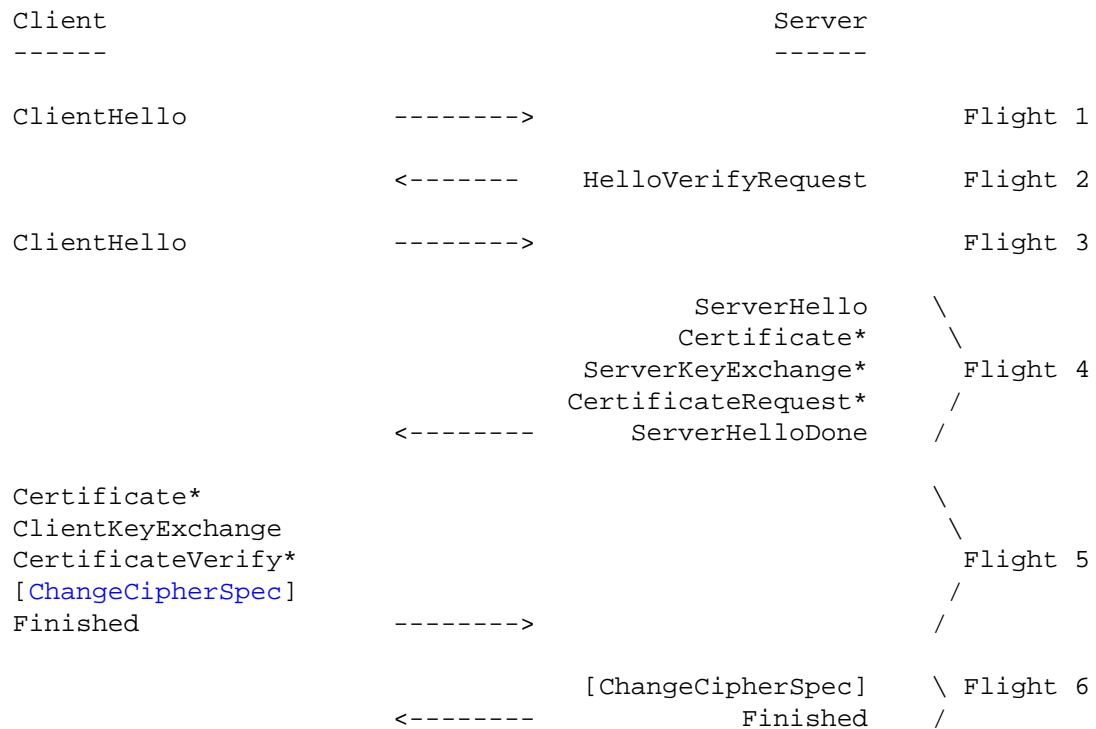 Client                                          Server
------                                          ------
ClientHello             -------->                           Flight 1
                        <-------    HelloVerifyRequest      Flight 2
ClientHello             -------->                           Flight 3
                                           ServerHello    \
                                          Certificate*     \
                                    ServerKeyExchange*      Flight 4
                                   CertificateRequest*     /
                        <--------      ServerHelloDone    /
Certificate*                                              \
ClientKeyExchange                                          \
CertificateVerify*                                          Flight 5
[ChangeCipherSpec]                                         /
Finished                -------->                         /
                                    [ChangeCipherSpec]    \ Flight 6
                        <--------             Finished    /